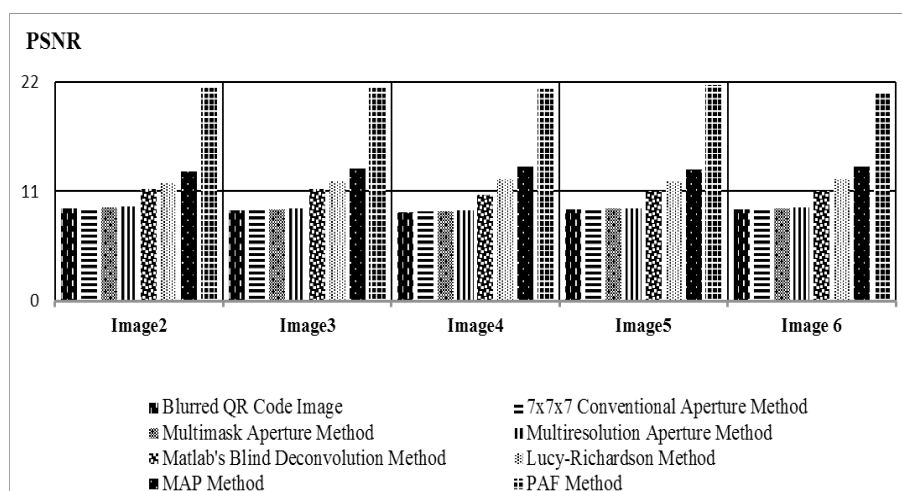 PSNR
22
11
0
Image2 Image3 Image4 Image5 Image 6
Blurred QR Code Image 7x7x7 Conventional Aperture Method
Multimask Aperture Method Multiresolution Aperture Method
Matlab's Blind Deconvolution Method Lucy-Richardson Method
MAP Method PAF Method